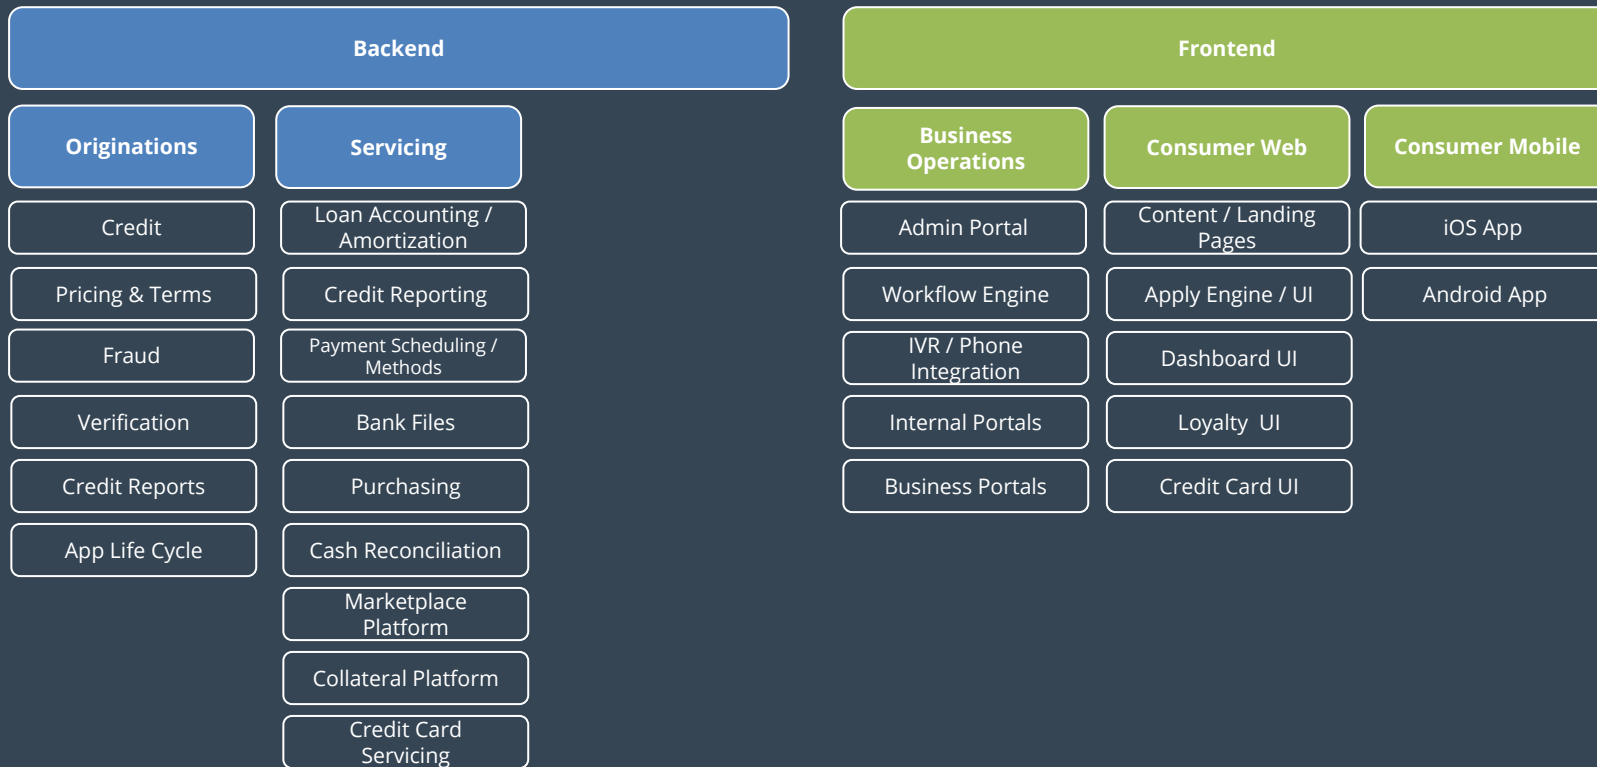 Backend
Originations
Credit
Pricing & Terms
Fraud
Verification
Credit Reports
App Life Cycle
Servicing
Loan Accounting /
Amortization
Credit Reporting
Payment Scheduling /
Methods
Bank Files
Purchasing
Cash Reconciliation
Marketplace
Platform
Collateral Platform
Credit Card
Servicing
Frontend
Business
Operations
Admin Portal
Workflow Engine
IVR / Phone
Integration
Internal Portals
Business Portals
Consumer Web
Content / Landing
Pages
Apply Engine / UI
Dashboard UI
Loyalty  UI
Credit Card UI
Consumer Mobile
iOS App
Android App